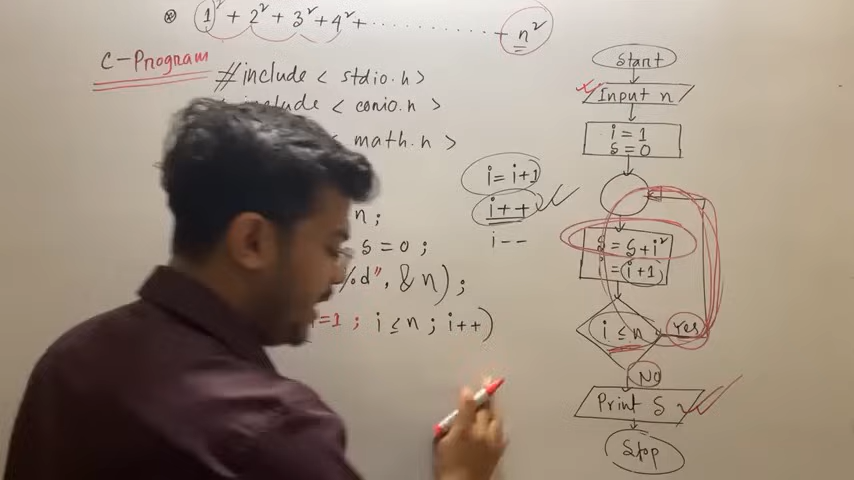 ⊛ 1² + 2² + 3² + 4² + .............. + n²
C-Program
#include < stdio.h >
include < conio.h >
< math.h >
n;
s = 0 ;
%d", & n);
i=1 ; i ≤ n ; i++)
i = i+1
i++
i--
Start
Input n
i = 1
s = 0
s = s + i²
i = i+1
i ≤ n
Yes
No
Print s
Stop